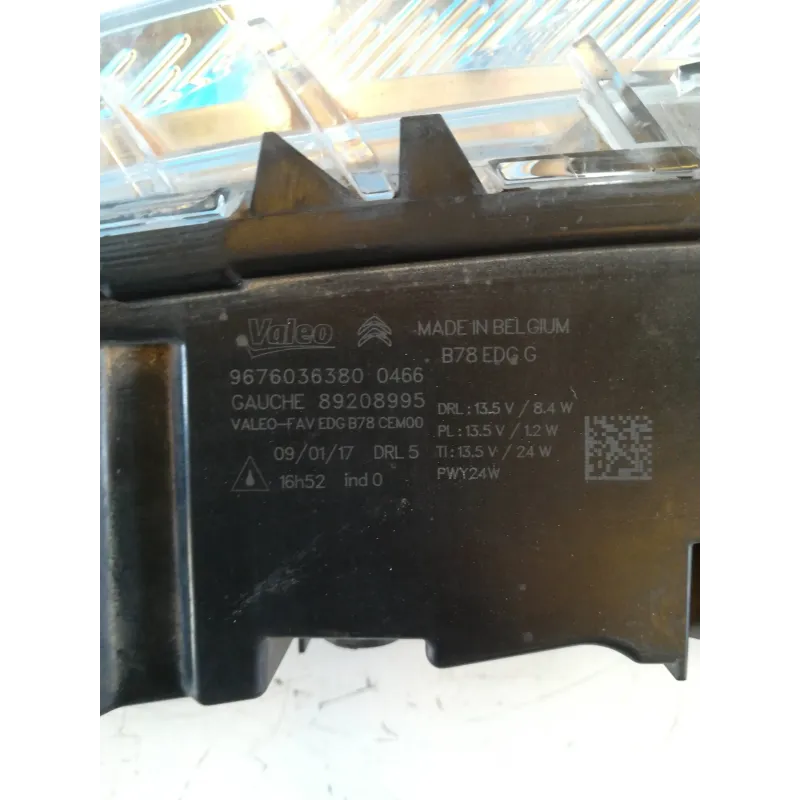 Valeo MADE IN BELGIUM
B78 EDG G
9676036380 0466
GAUCHE 89208995
VALEO-FAV EDG B78 CEM00
09/01/17 DRL 5
16h52 ind 0
DRL : 13.5 V / 8.4 W
PL : 13.5 V / 1.2 W
TI : 13.5 V / 24 W
PWY24W